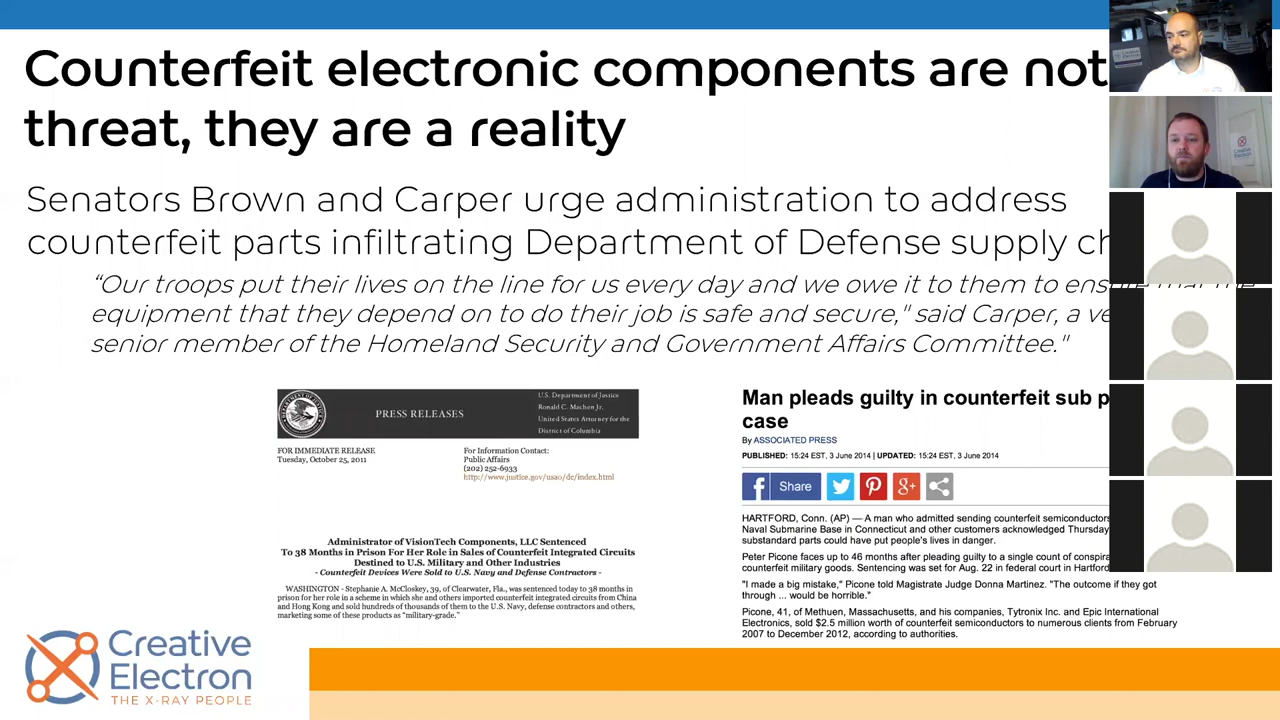 Counterfeit electronic components are not
threat, they are a reality
Senators Brown and Carper urge administration to address
counterfeit parts infiltrating Department of Defense supply ch
“Our troops put their lives on the line for us every day and we owe it to them to ensure that the
equipment that they depend on to do their job is safe and secure," said Carper, a ve
senior member of the Homeland Security and Government Affairs Committee."
PRESS RELEASES
U.S. Department of Justice
Ronald C. Machen Jr.
United States Attorney for the
District of Columbia
FOR IMMEDIATE RELEASE
Tuesday, October 25, 2011
For Information Contact:
Public Affairs
(202) 252-6933
http://www.justice.gov/usao/dc/index.html
Administrator of VisionTech Components, LLC Sentenced
To 38 Months in Prison For Her Role in Sales of Counterfeit Integrated Circuits
Destined to U.S. Military and Other Industries
- Counterfeit Devices Were Sold to U.S. Navy and Defense Contractors -
WASHINGTON - Stephanie A. McCloskey, 39, of Clearwater, Fla., was sentenced today to 38 months in
prison for her role in a scheme in which she and others imported counterfeit integrated circuits from China
and Hong Kong and sold hundreds of thousands of them to the U.S. Navy, defense contractors and others,
marketing some of these products as “military-grade.”
Man pleads guilty in counterfeit sub p
case
By ASSOCIATED PRESS
PUBLISHED: 15:24 EST, 3 June 2014 | UPDATED: 15:24 EST, 3 June 2014
f Share
g+
HARTFORD, Conn. (AP) — A man who admitted sending counterfeit semiconductors
Naval Submarine Base in Connecticut and other customers acknowledged Thursday
substandard parts could have put people's lives in danger.
Peter Picone faces up to 46 months after pleading guilty to a single count of conspira
counterfeit military goods. Sentencing was set for Aug. 22 in federal court in Hartford
"I made a big mistake," Picone told Magistrate Judge Donna Martinez. "The outcome if they got
through ... would be horrible."
Picone, 41, of Methuen, Massachusetts, and his companies, Tytronix Inc. and Epic International
Electronics, sold $2.5 million worth of counterfeit semiconductors to numerous clients from February
2007 to December 2012, according to authorities.
Creative
Electron
THE X-RAY PEOPLE
Creative
Electron